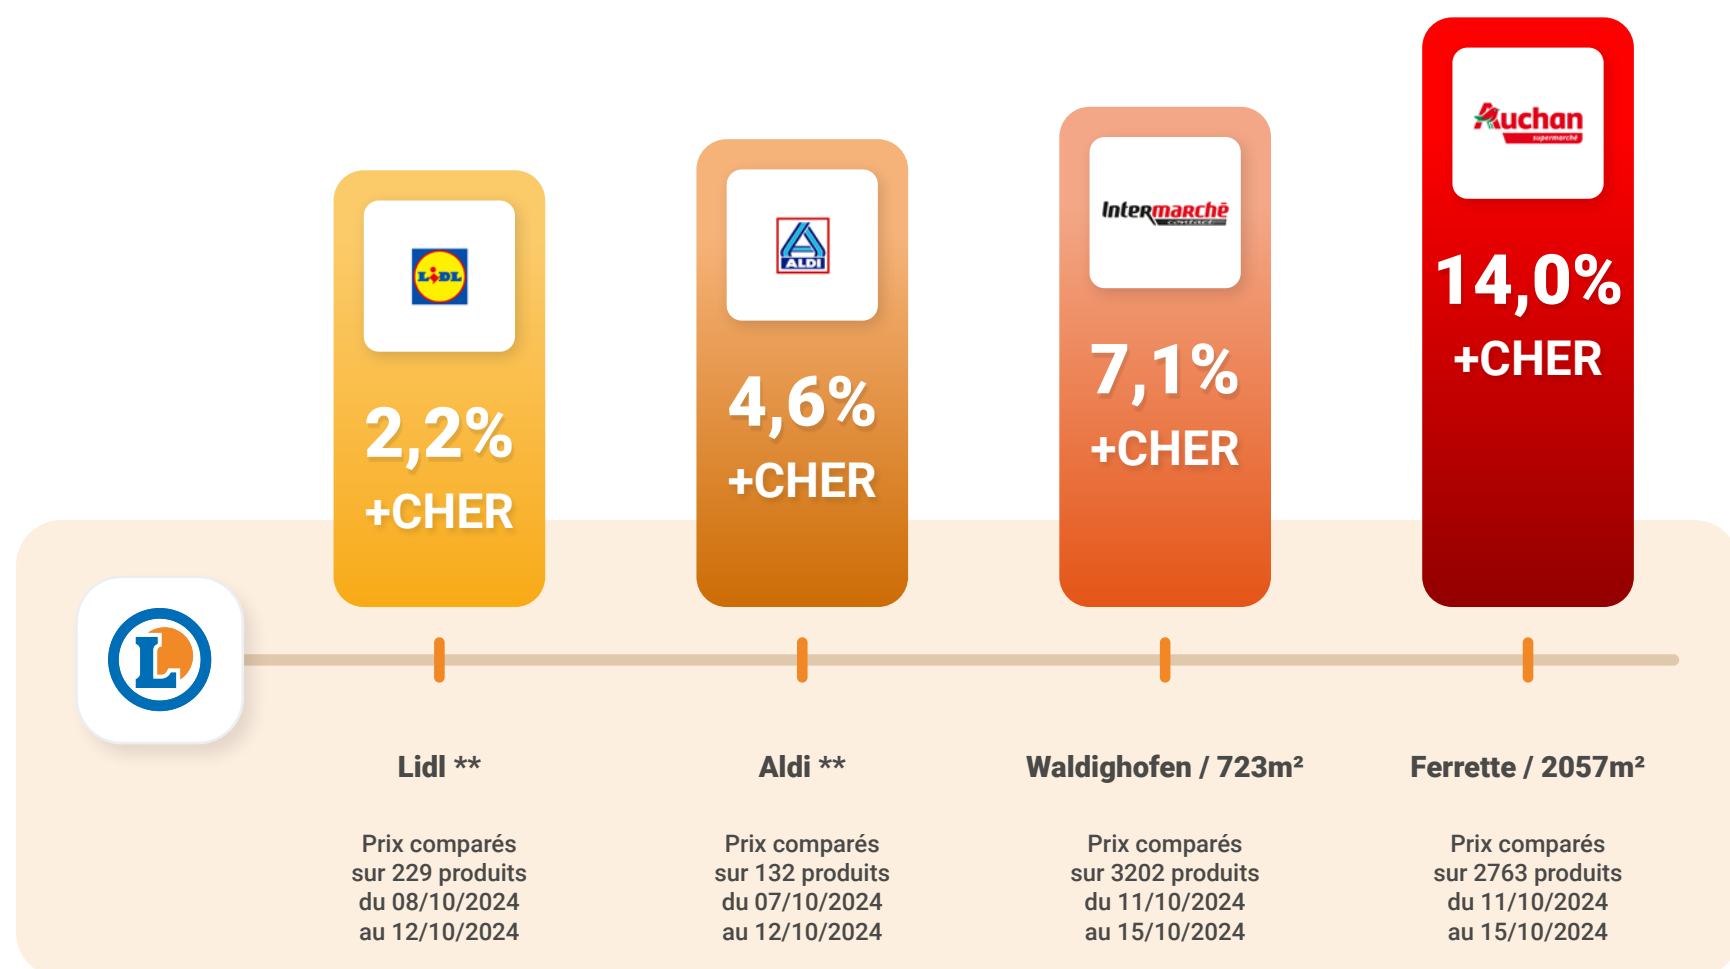 LiDL
2,2%
+CHER
ALDI
4,6%
+CHER
Intermarchē
contact
7,1%
+CHER
Auchan
supermarché
14,0%
+CHER
L
Lidl **
Prix comparés
sur 229 produits
du 08/10/2024
au 12/10/2024
Aldi **
Prix comparés
sur 132 produits
du 07/10/2024
au 12/10/2024
Waldighofen / 723m²
Prix comparés
sur 3202 produits
du 11/10/2024
au 15/10/2024
Ferrette / 2057m²
Prix comparés
sur 2763 produits
du 11/10/2024
au 15/10/2024